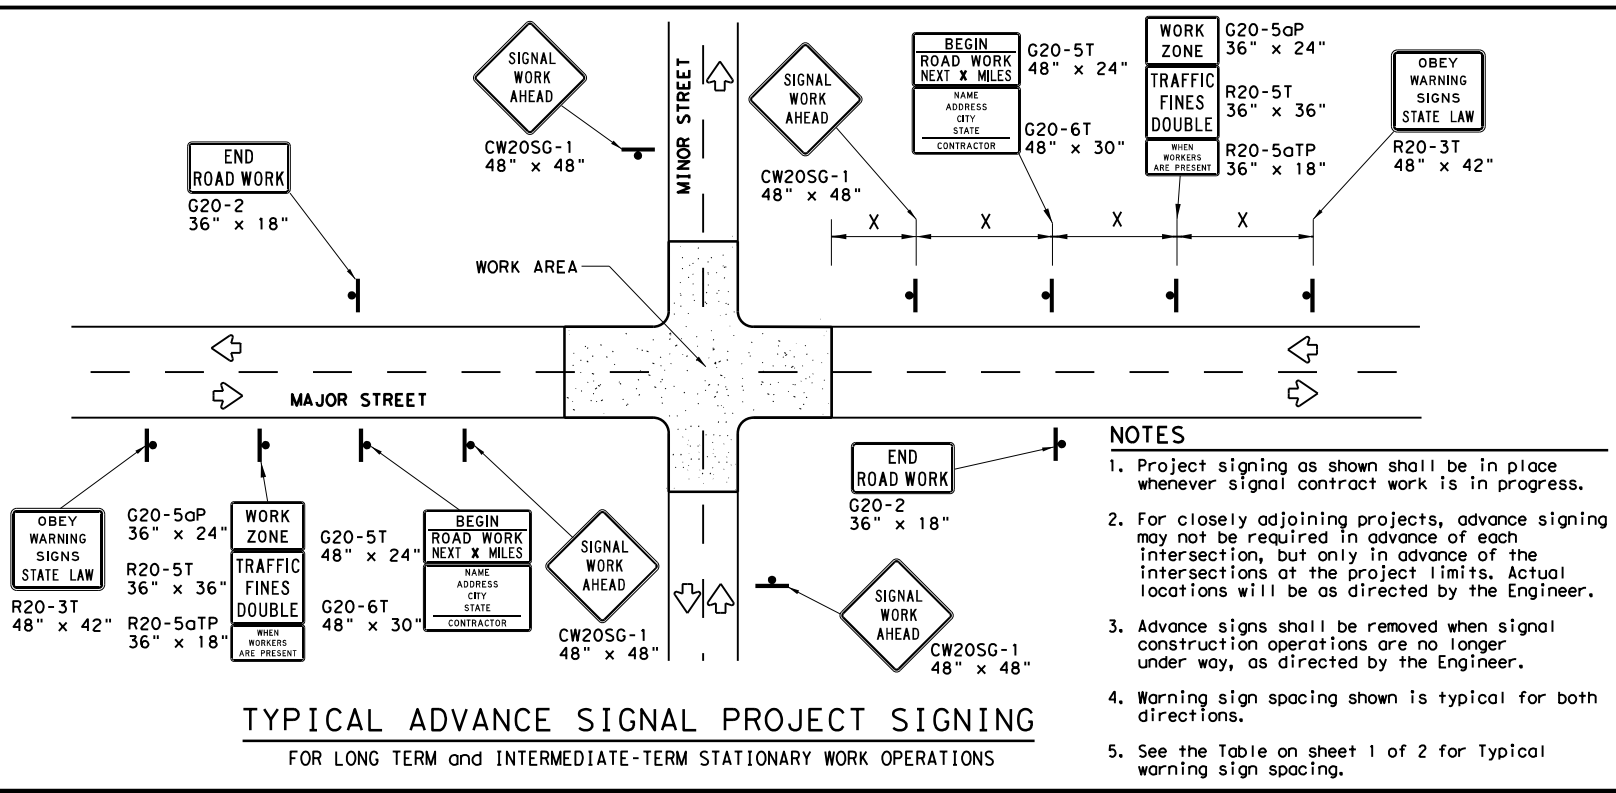 SIGNAL
WORK
AHEAD
CW20SG-1
48" x 48"
END
ROAD WORK
G20-2
36" x 18"
MINOR STREET
SIGNAL
WORK
AHEAD
CW20SG-1
48" x 48"
BEGIN
ROAD WORK
NEXT X MILES
NAME
ADDRESS
CITY
STATE
CONTRACTOR
G20-5T
48" x 24"
G20-6T
48" x 30"
WORK
ZONE
TRAFFIC
FINES
DOUBLE
WHEN
WORKERS
ARE PRESENT
G20-5aP
36" x 24"
R20-5T
36" x 36"
R20-5aTP
36" x 18"
OBEY
WARNING
SIGNS
STATE LAW
R20-3T
48" x 42"
X
X
X
X
WORK AREA
MAJOR STREET
OBEY
WARNING
SIGNS
STATE LAW
R20-3T
48" x 42"
G20-5aP
36" x 24"
R20-5T
36" x 36"
R20-5aTP
36" x 18"
WORK
ZONE
TRAFFIC
FINES
DOUBLE
WHEN
WORKERS
ARE PRESENT
G20-5T
48" x 24"
G20-6T
48" x 30"
BEGIN
ROAD WORK
NEXT X MILES
NAME
ADDRESS
CITY
STATE
CONTRACTOR
SIGNAL
WORK
AHEAD
CW20SG-1
48" x 48"
END
ROAD WORK
G20-2
36" x 18"
SIGNAL
WORK
AHEAD
CW20SG-1
48" x 48"
TYPICAL ADVANCE SIGNAL PROJECT SIGNING
FOR LONG TERM and INTERMEDIATE-TERM STATIONARY WORK OPERATIONS
NOTES
1. Project signing as shown shall be in place
whenever signal contract work is in progress.
2. For closely adjoining projects, advance signing
may not be required in advance of each
intersection, but only in advance of the
intersections at the project limits. Actual
locations will be as directed by the Engineer.
3. Advance signs shall be removed when signal
construction operations are no longer
under way, as directed by the Engineer.
4. Warning sign spacing shown is typical for both
directions.
5. See the Table on sheet 1 of 2 for Typical
warning sign spacing.